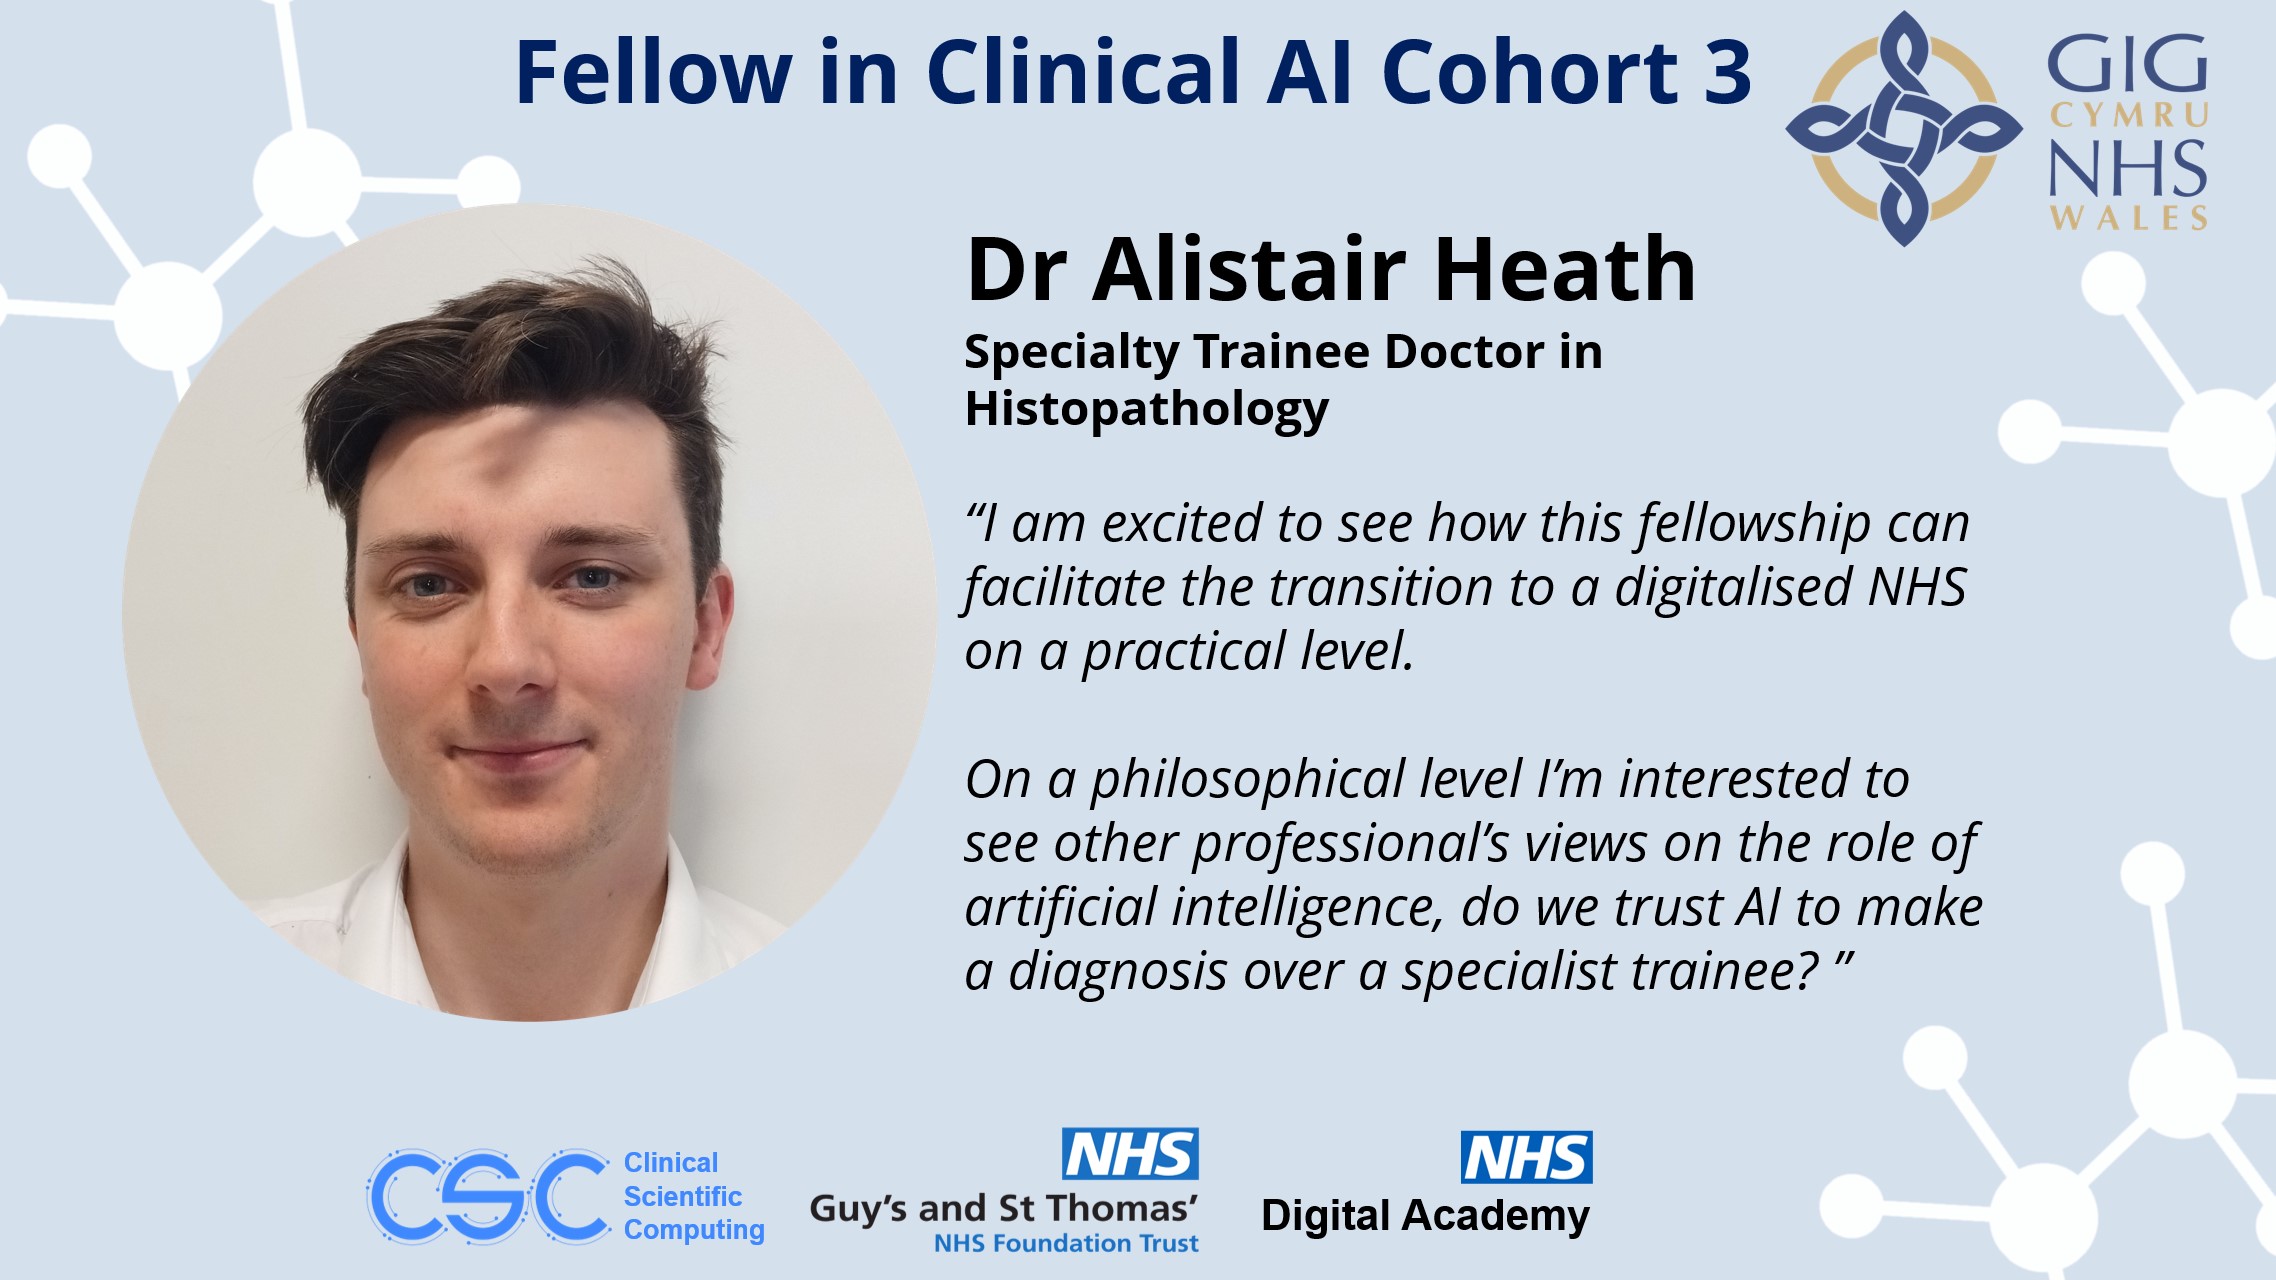 Fellow in Clinical AI Cohort 3
GIG
CYMRU
NHS
WALES
Dr Alistair Heath
Specialty Trainee Doctor in
Histopathology
“I am excited to see how this fellowship can
facilitate the transition to a digitalised NHS
on a practical level.
On a philosophical level I’m interested to
see other professional’s views on the role of
artificial intelligence, do we trust AI to make
a diagnosis over a specialist trainee? ”
CSC
Clinical
Scientific
Computing
NHS
Guy’s and St Thomas’
NHS Foundation Trust
NHS
Digital Academy